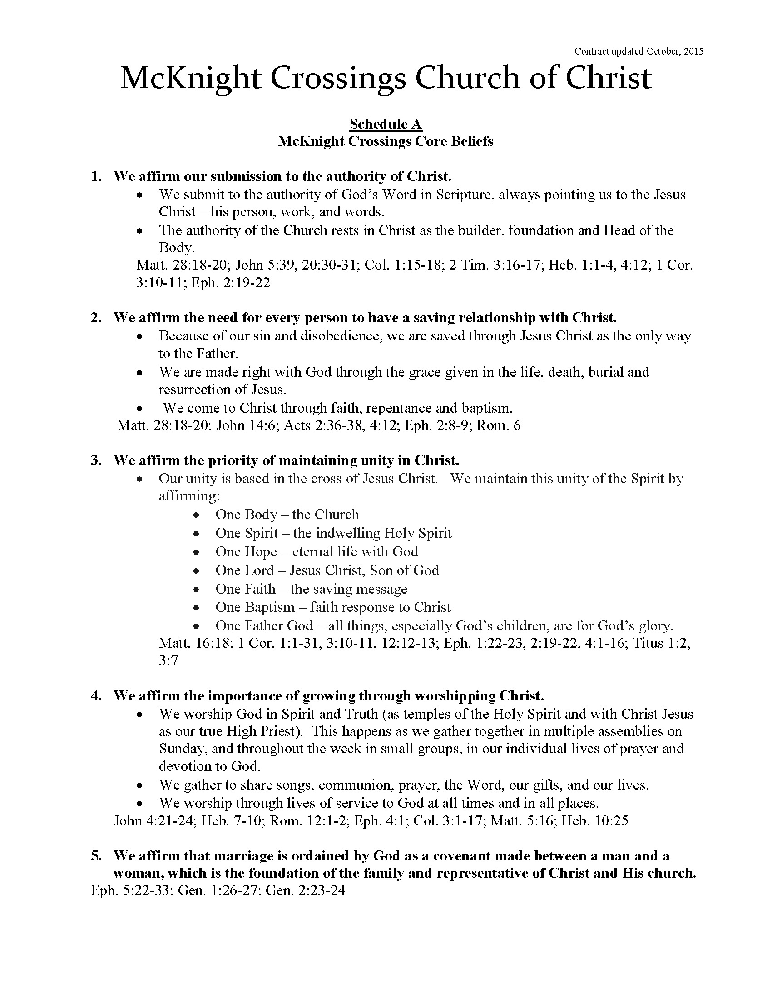 Contract updated October, 2015
McKnight Crossings Church of Christ
Schedule A
McKnight Crossings Core Beliefs
1. We affirm our submission to the authority of Christ.
• We submit to the authority of God’s Word in Scripture, always pointing us to the Jesus
Christ – his person, work, and words.
• The authority of the Church rests in Christ as the builder, foundation and Head of the
Body.
Matt. 28:18-20; John 5:39, 20:30-31; Col. 1:15-18; 2 Tim. 3:16-17; Heb. 1:1-4, 4:12; 1 Cor.
3:10-11; Eph. 2:19-22
2. We affirm the need for every person to have a saving relationship with Christ.
• Because of our sin and disobedience, we are saved through Jesus Christ as the only way
to the Father.
• We are made right with God through the grace given in the life, death, burial and
resurrection of Jesus.
• We come to Christ through faith, repentance and baptism.
Matt. 28:18-20; John 14:6; Acts 2:36-38, 4:12; Eph. 2:8-9; Rom. 6
3. We affirm the priority of maintaining unity in Christ.
• Our unity is based in the cross of Jesus Christ. We maintain this unity of the Spirit by
affirming:
• One Body – the Church
• One Spirit – the indwelling Holy Spirit
• One Hope – eternal life with God
• One Lord – Jesus Christ, Son of God
• One Faith – the saving message
• One Baptism – faith response to Christ
• One Father God – all things, especially God’s children, are for God’s glory.
Matt. 16:18; 1 Cor. 1:1-31, 3:10-11, 12:12-13; Eph. 1:22-23, 2:19-22, 4:1-16; Titus 1:2,
3:7
4. We affirm the importance of growing through worshipping Christ.
• We worship God in Spirit and Truth (as temples of the Holy Spirit and with Christ Jesus
as our true High Priest). This happens as we gather together in multiple assemblies on
Sunday, and throughout the week in small groups, in our individual lives of prayer and
devotion to God.
• We gather to share songs, communion, prayer, the Word, our gifts, and our lives.
• We worship through lives of service to God at all times and in all places.
John 4:21-24; Heb. 7-10; Rom. 12:1-2; Eph. 4:1; Col. 3:1-17; Matt. 5:16; Heb. 10:25
5. We affirm that marriage is ordained by God as a covenant made between a man and a
woman, which is the foundation of the family and representative of Christ and His church.
Eph. 5:22-33; Gen. 1:26-27; Gen. 2:23-24